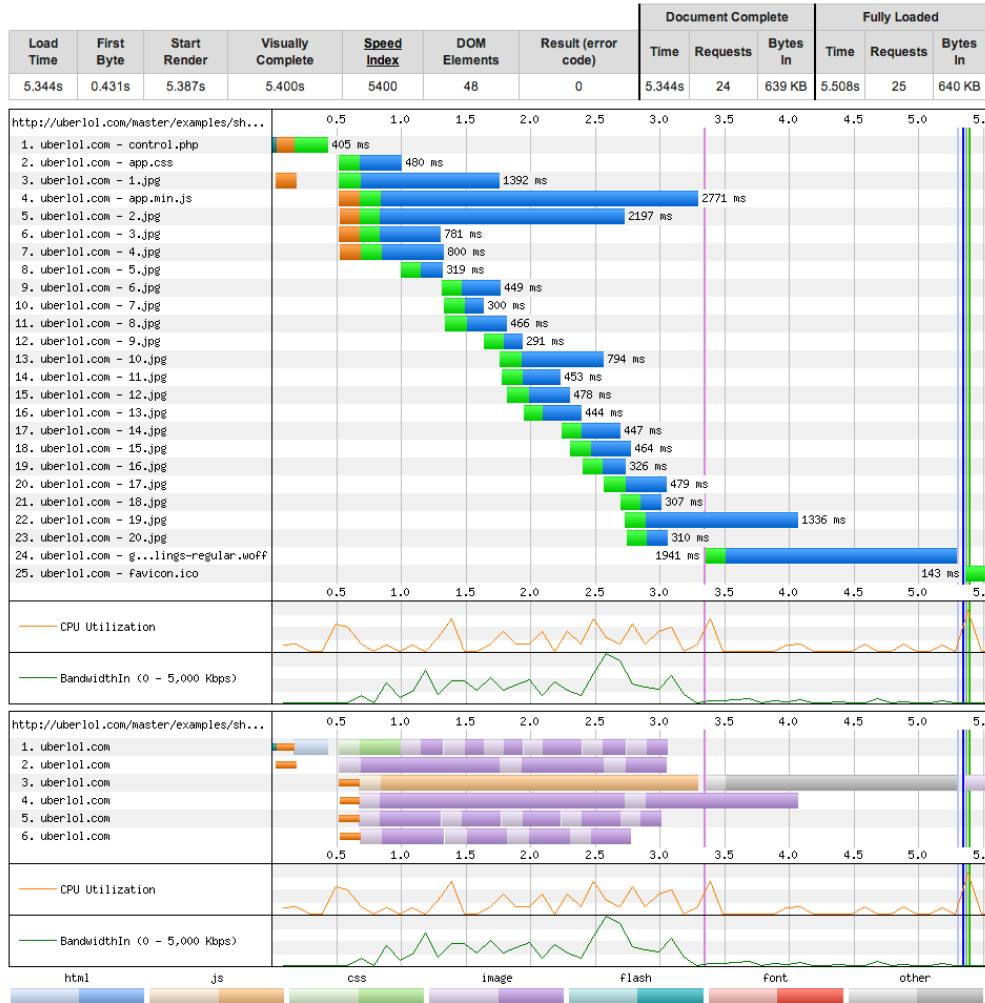 Document Complete Fully Loaded
Load Time First Byte Start Render Visually Complete Speed Index DOM Elements Result (error code) Time Requests Bytes In Time Requests Bytes In
5.344s 0.431s 5.387s 5.400s 5400 48 0 5.344s 24 639 KB 5.508s 25 640 KB
http://uberlol.com/master/examples/sh... 0.5 1.0 1.5 2.0 2.5 3.0 3.5 4.0 4.5 5.0 5.
1. uberlol.com - control.php 405 ms
2. uberlol.com - app.css 480 ms
3. uberlol.com - 1.jpg 1392 ms
4. uberlol.com - app.min.js 2771 ms
5. uberlol.com - 2.jpg 2197 ms
6. uberlol.com - 3.jpg 781 ms
7. uberlol.com - 4.jpg 800 ms
8. uberlol.com - 5.jpg 319 ms
9. uberlol.com - 6.jpg 449 ms
10. uberlol.com - 7.jpg 300 ms
11. uberlol.com - 8.jpg 466 ms
12. uberlol.com - 9.jpg 291 ms
13. uberlol.com - 10.jpg 794 ms
14. uberlol.com - 11.jpg 453 ms
15. uberlol.com - 12.jpg 478 ms
16. uberlol.com - 13.jpg 444 ms
17. uberlol.com - 14.jpg 447 ms
18. uberlol.com - 15.jpg 464 ms
19. uberlol.com - 16.jpg 326 ms
20. uberlol.com - 17.jpg 479 ms
21. uberlol.com - 18.jpg 307 ms
22. uberlol.com - 19.jpg 1336 ms
23. uberlol.com - 20.jpg 310 ms
24. uberlol.com - g...lings-regular.woff 1941 ms
25. uberlol.com - favicon.ico 143 ms
0.5 1.0 1.5 2.0 2.5 3.0 3.5 4.0 4.5 5.0 5.
CPU Utilization
BandwidthIn (0 - 5,000 Kbps)
http://uberlol.com/master/examples/sh... 0.5 1.0 1.5 2.0 2.5 3.0 3.5 4.0 4.5 5.0 5.
1. uberlol.com
2. uberlol.com
3. uberlol.com
4. uberlol.com
5. uberlol.com
6. uberlol.com
0.5 1.0 1.5 2.0 2.5 3.0 3.5 4.0 4.5 5.0 5.
CPU Utilization
BandwidthIn (0 - 5,000 Kbps)
html js css image flash font other